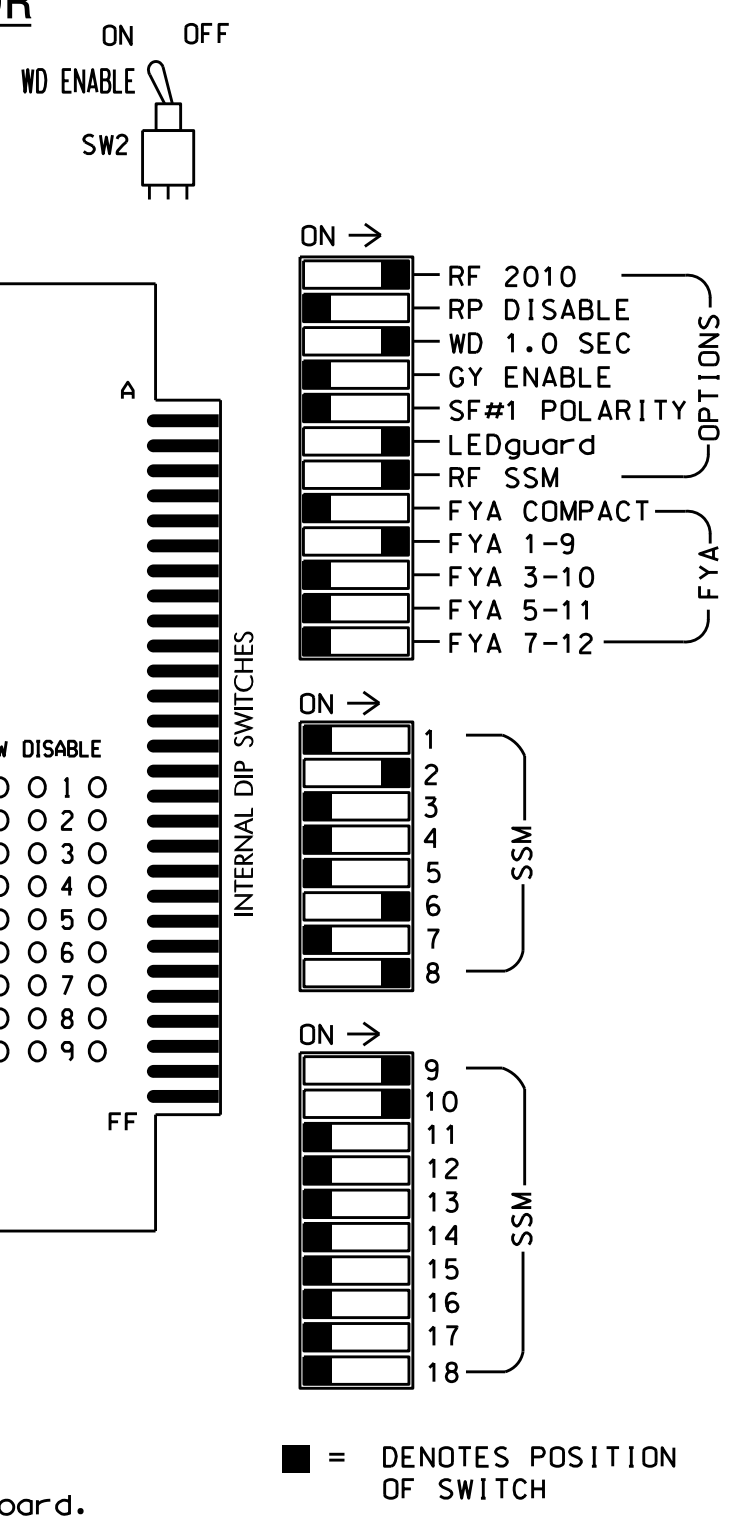 ON OFF
WD ENABLE
SW2
ON
RF 2010
RP DISABLE
WD 1.0 SEC
GY ENABLE
SF#1 POLARITY
LEDguard
RF SSM
OPTIONS
FYA COMPACT
FYA 1-9
FYA 3-10
FYA 5-11
FYA 7-12
FYA
A
FF
INTERNAL DIP SWITCHES
DISABLE
1
2
3
4
5
6
7
8
9
ON
1
2
3
4
5
6
7
8
SSM
ON
9
10
11
12
13
14
15
16
17
18
SSM
= DENOTES POSITION
OF SWITCH